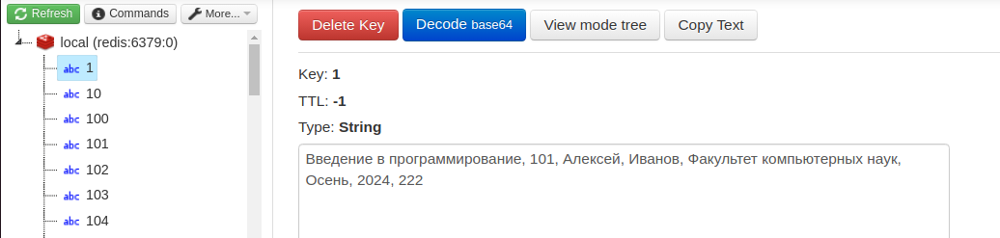 Refresh Commands More...
local (redis:6379:0)
abc 1
abc 10
abc 100
abc 101
abc 102
abc 103
abc 104
Delete Key Decode base64 View mode tree Copy Text
Key: 1
TTL: -1
Type: String
Введение в программирование, 101, Алексей, Иванов, Факультет компьютерных наук,
Осень, 2024, 222